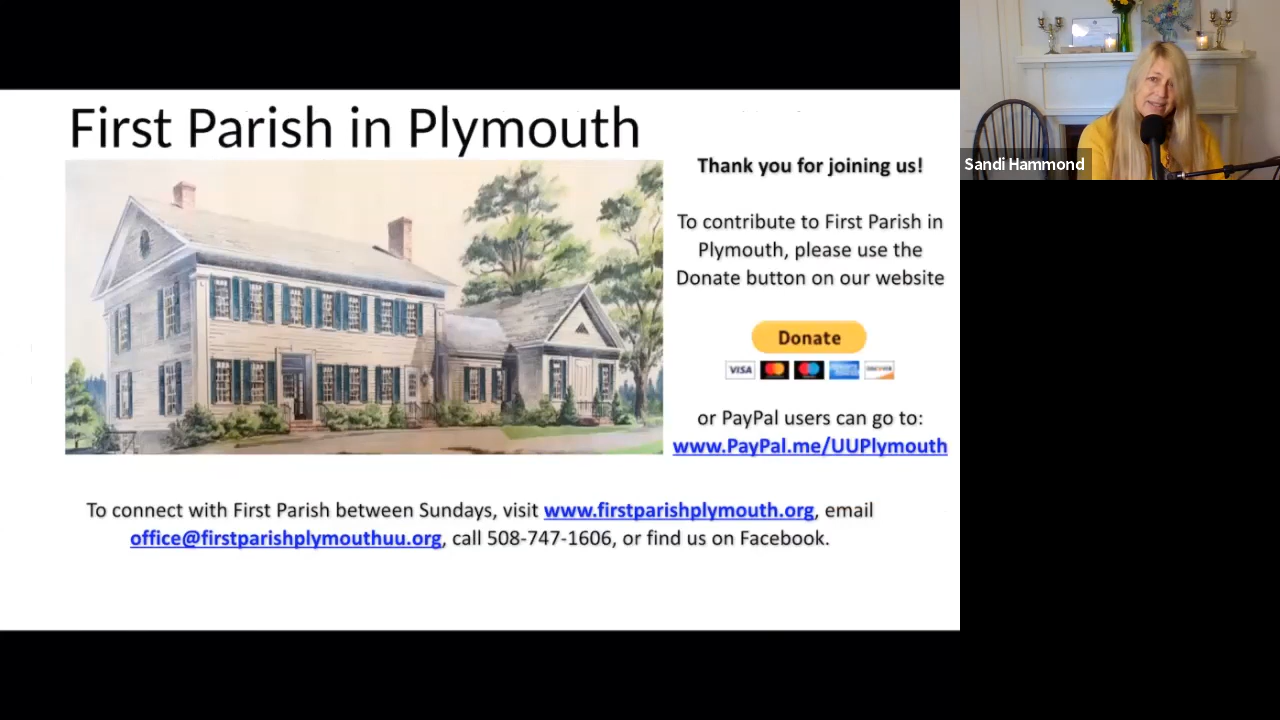 First Parish in Plymouth
Thank you for joining us!
To contribute to First Parish in
Plymouth, please use the
Donate button on our website
Donate
VISA
DISCOVER
or PayPal users can go to:
www.PayPal.me/UUPlymouth
To connect with First Parish between Sundays, visit www.firstparishplymouth.org, email
office@firstparishplymouthuu.org, call 508-747-1606, or find us on Facebook.
Sandi Hammond